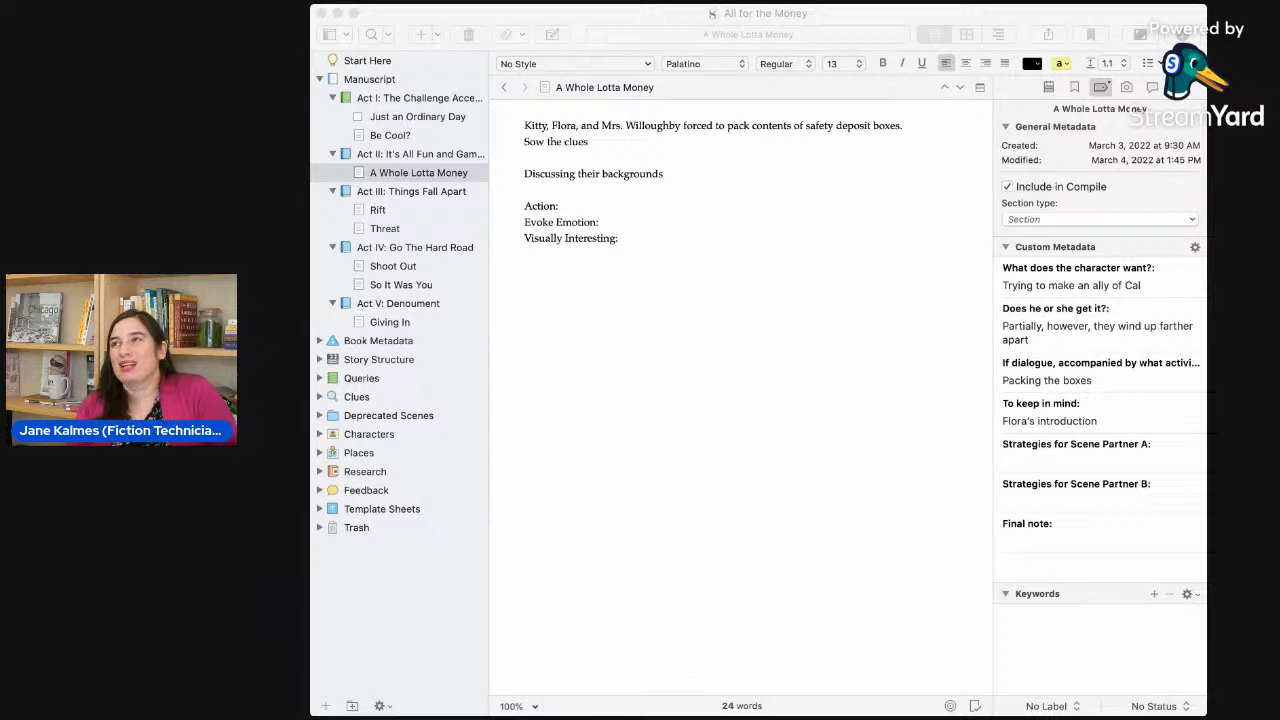 All for the Money
A Whole Lotta Money
Powered by
StreamYard
Start Here
Manuscript
Act I: The Challenge Acce...
Just an Ordinary Day
Be Cool?
Act II: It's All Fun and Gam...
A Whole Lotta Money
Act III: Things Fall Apart
Rift
Threat
Act IV: Go The Hard Road
Shoot Out
So It Was You
Act V: Denoument
Giving In
Book Metadata
Story Structure
Queries
Clues
Deprecated Scenes
Characters
Places
Research
Feedback
Template Sheets
Trash
No Style
Palatino
Regular
13
B I U
a
1.1
A Whole Lotta Money
Kitty, Flora, and Mrs. Willoughby forced to pack contents of safety deposit boxes.
Sow the clues
Discussing their backgrounds
Action:
Evoke Emotion:
Visually Interesting:
100%
24 words
A Whole Lotta Money
General Metadata
Created: March 3, 2022 at 9:30 AM
Modified: March 4, 2022 at 1:45 PM
Include in Compile
Section type:
Section
Custom Metadata
What does the character want?:
Trying to make an ally of Cal
Does he or she get it?:
Partially, however, they wind up farther
apart
If dialogue, accompanied by what activi...
Packing the boxes
To keep in mind:
Flora's introduction
Strategies for Scene Partner A:
Strategies for Scene Partner B:
Final note:
Keywords
No Label
No Status
Jane Kalmes (Fiction Technicia...
Chicago